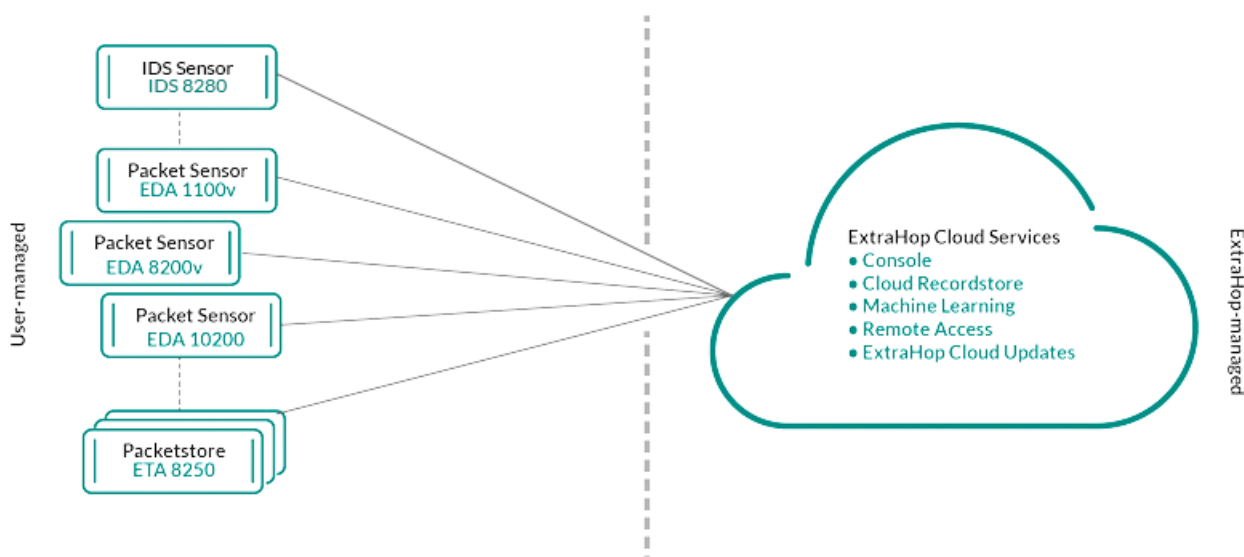 User-managed
IDS Sensor
IDS 8280
Packet Sensor
EDA 1100v
Packet Sensor
EDA 8200v
Packet Sensor
EDA 10200
Packetstore
ETA 8250
ExtraHop Cloud Services
• Console
• Cloud Recordstore
• Machine Learning
• Remote Access
• ExtraHop Cloud Updates
ExtraHop-managed